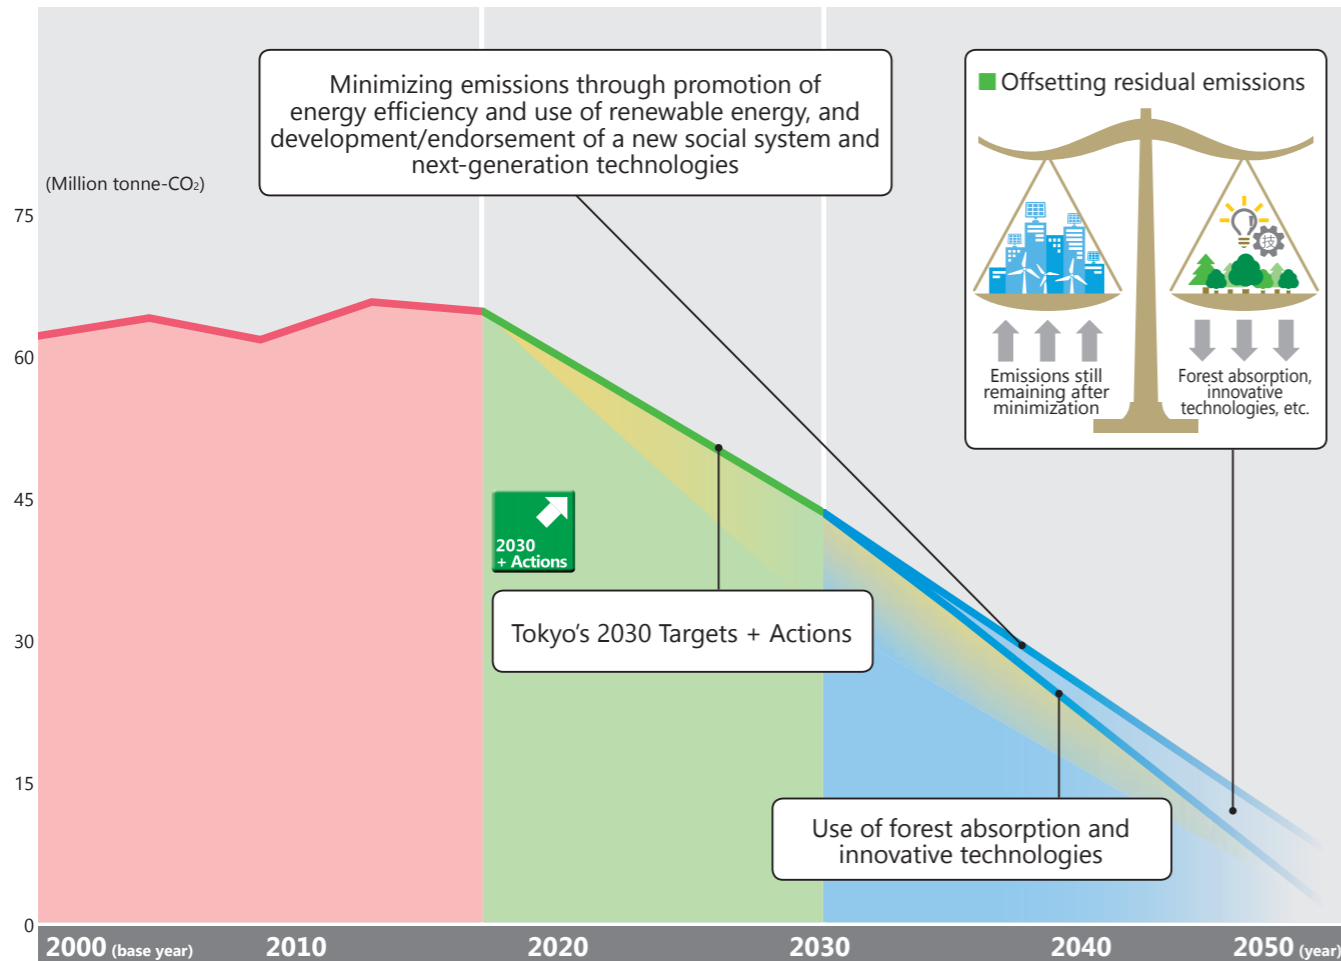 Minimizing emissions through promotion of
energy efficiency and use of renewable energy, and
development/endorsement of a new social system and
next-generation technologies
Offsetting residual emissions
技
Emissions still
remaining after
minimization
Forest absorption,
innovative
technologies, etc.
(Million tonne-CO₂)
75
60
45
30
15
0
2030
+ Actions
Tokyo’s 2030 Targets + Actions
Use of forest absorption and
innovative technologies
2000 (base year) 2010 2020 2030 2040 2050 (year)